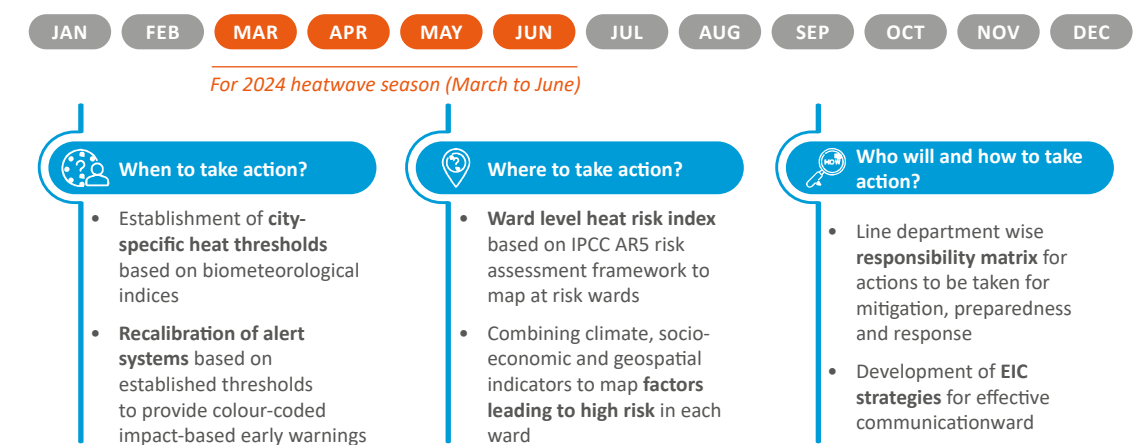 JAN FEB MAR APR MAY JUN JUL AUG SEP OCT NOV DEC
For 2024 heatwave season (March to June)
When to take action?
• Establishment of city-
specific heat thresholds
based on biometeorological
indices
• Recalibration of alert
systems based on
established thresholds
to provide colour-coded
impact-based early warnings
Where to take action?
• Ward level heat risk index
based on IPCC AR5 risk
assessment framework to
map at risk wards
• Combining climate, socio-
economic and geospatial
indicators to map factors
leading to high risk in each
ward
HOW
Who will and how to take
action?
• Line department wise
responsibility matrix for
actions to be taken for
mitigation, preparedness
and response
• Development of EIC
strategies for effective
communicationward